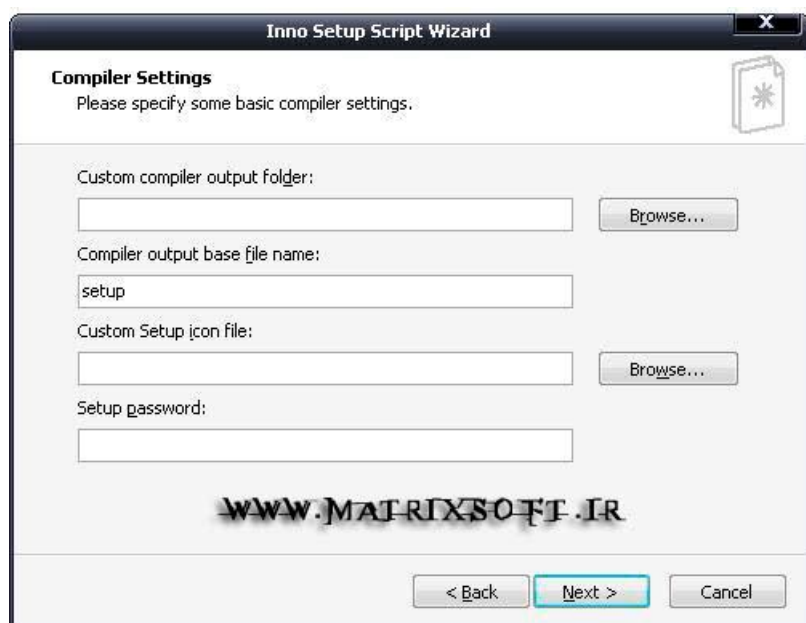 Inno Setup Script Wizard
X
Compiler Settings
Please specify some basic compiler settings.
Custom compiler output folder:
Browse...
Compiler output base file name:
setup
Custom Setup icon file:
Browse...
Setup password:
WWW.MATRIXSOFT.IR
< Back Next > Cancel